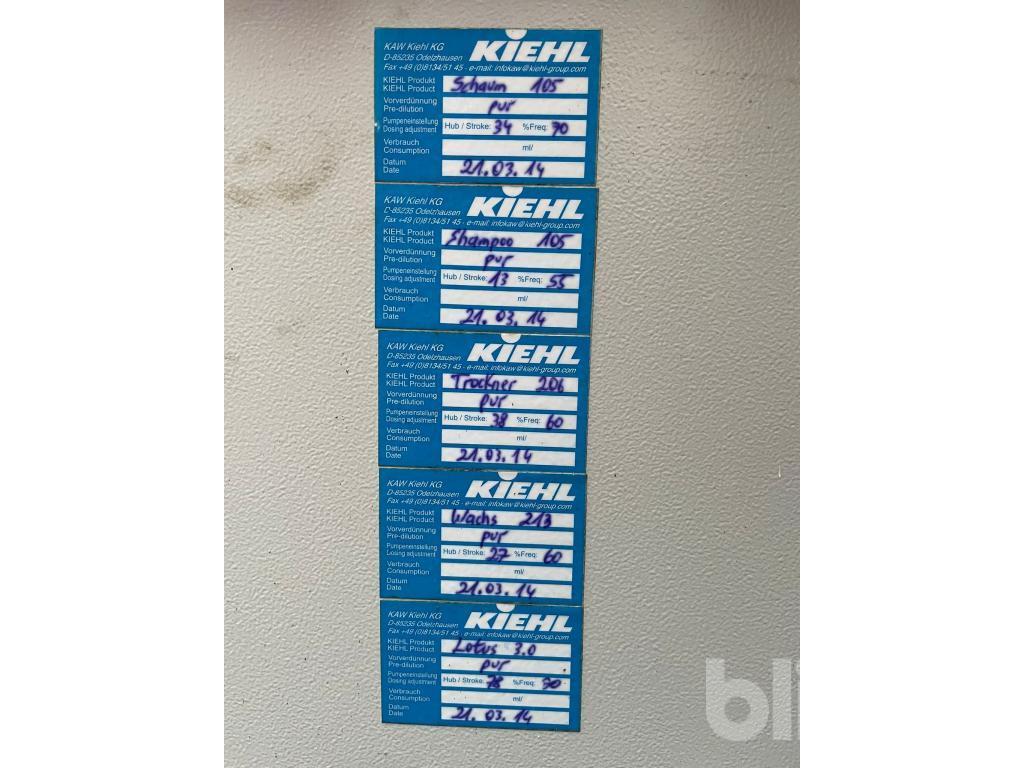 KAW Kiehl KG KIEHL
D-85235 Odelzhausen
Fax +49 (0)8134/51 45 - e-mail: infokaw@kiehl-group.com
KIEHL Produkt
KIEHL Product Schaum 105
Vorverdünnung
Pre-dilution pur
Pumpeneinstellung
Dosing adjustment Hub / Stroke: 34 %Freq: 70
Verbrauch
Consumption ml/
Datum
Date 21.03.14
KAW Kiehl KG KIEHL
D-85235 Odelzhausen
Fax +49 (0)8134/51 45 - e-mail: infokaw@kiehl-group.com
KIEHL Produkt
KIEHL Product Shampoo 105
Vorverdünnung
Pre-dilution pur
Pumpeneinstellung
Dosing adjustment Hub / Stroke: 13 %Freq: 55
Verbrauch
Consumption ml/
Datum
Date 21.03.14
KAW Kiehl KG KIEHL
D-85235 Odelzhausen
Fax +49 (0)8134/51 45 - e-mail: infokaw@kiehl-group.com
KIEHL Produkt
KIEHL Product Trockner 206
Vorverdünnung
Pre-dilution pur
Pumpeneinstellung
Dosing adjustment Hub / Stroke: 38 %Freq: 60
Verbrauch
Consumption ml/
Datum
Date 21.03.14
KAW Kiehl KG KIEHL
D-85235 Odelzhausen
Fax +49 (0)8134/51 45 - e-mail: infokaw@kiehl-group.com
KIEHL Produkt
KIEHL Product Wachs 213
Vorverdünnung
Pre-dilution pur
Pumpeneinstellung
Dosing adjustment Hub / Stroke: 27 %Freq: 60
Verbrauch
Consumption ml/
Datum
Date 21.03.14
KAW Kiehl KG KIEHL
D-85235 Odelzhausen
Fax +49 (0)8134/51 45 - e-mail: infokaw@kiehl-group.com
KIEHL Produkt
KIEHL Product Lotus 3.0
Vorverdünnung
Pre-dilution pur
Pumpeneinstellung
Dosing adjustment Hub / Stroke: %Freq:
Verbrauch
Consumption ml/
Datum
Date 21.03.14